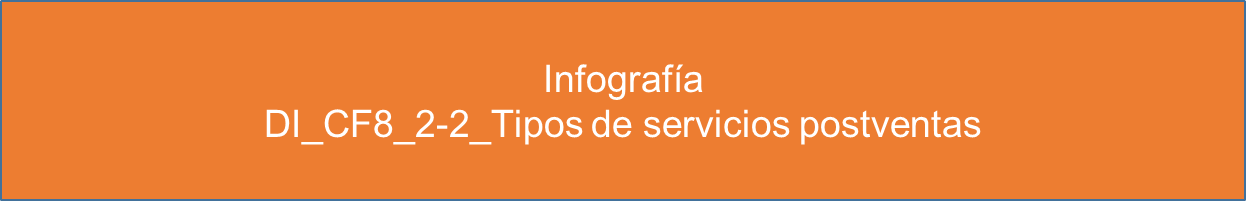 Infografía
DI_CF8_2-2_Tipos de servicios postventas